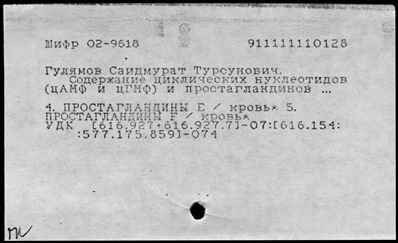 Шифр 02-9618 911111110128
Гулямов Саидмурат Турсунович.
Содержание циклических нуклеотидов
(цАМФ и цГМФ) и простагландинов ...
4. ПРОСТАГЛАНДИНЫ E / кровь* 5.
ПРОСТАГЛАНДИНЫ F / кровь*
УДК [616.927+616.927.7]-07:[616.154:
:577.175.859]-074